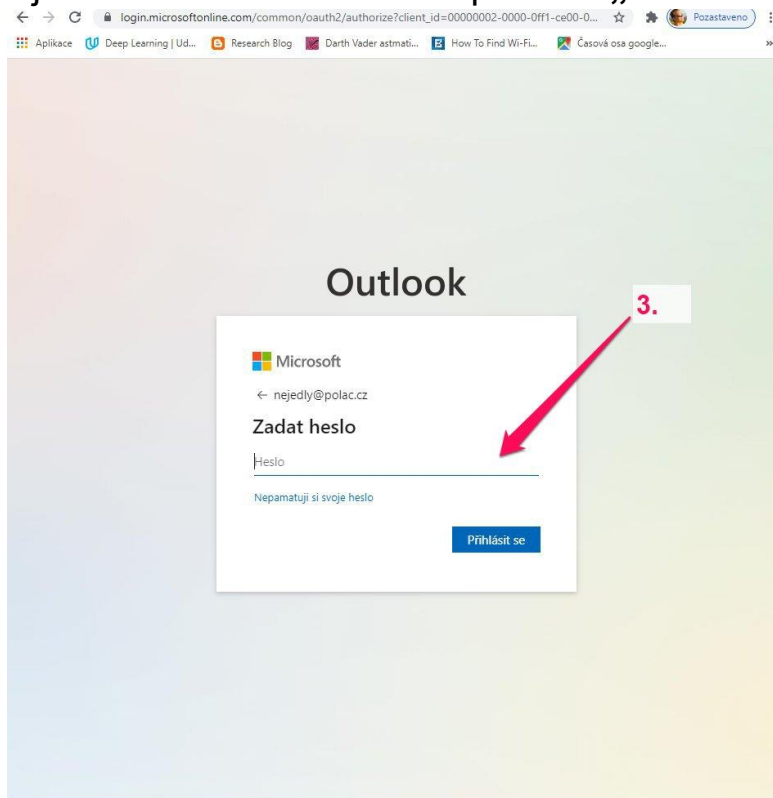 login.microsoftonline.com/common/oauth2/authorize?client_id=00000002-0000-0ff1-ce00-0... Pozastaveno
Aplikace Deep Learning | Ud... Research Blog Darth Vader astmati... How To Find Wi-Fi... Časová osa google... »
Outlook
3.
Microsoft
← nejedly@polac.cz
Zadat heslo
Heslo
Nepamatuji si svoje heslo
Přihlásit se